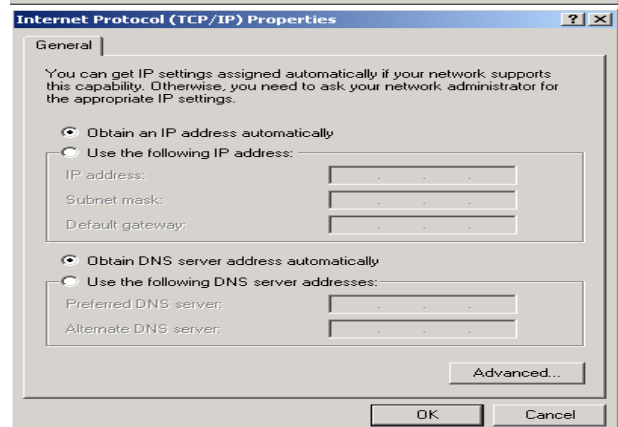 Internet Protocol (TCP/IP) Properties
General
You can get IP settings assigned automatically if your network supports
this capability. Otherwise, you need to ask your network administrator for
the appropriate IP settings.
Obtain an IP address automatically
Use the following IP address:
IP address:
Subnet mask:
Default gateway:
Obtain DNS server address automatically
Use the following DNS server addresses:
Preferred DNS server:
Alternate DNS server:
Advanced...
OK Cancel